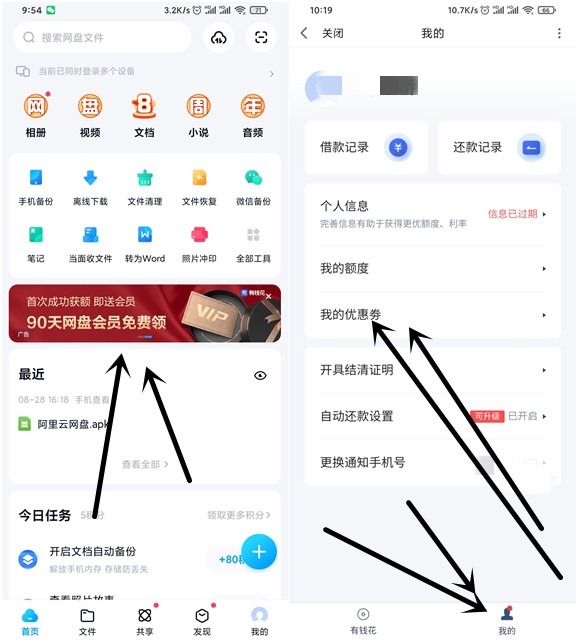 9:54
3.2K/s
71
搜索网盘文件
当前已同时登录多个设备
网
盘
8
周
年
相册
视频
文档
小说
音频
手机备份
离线下载
文件清理
文件恢复
微信备份
笔记
当面收文件
转为Word
照片冲印
全部工具
有钱花
首次成功获额 即送会员
90天网盘会员免费领
VIP
广告
最近
08-28 16:18 手机查看
阿里云网盘.apk
查看全部
今日任务
领取更多积分
开启文档自动备份
解放手机内存 存储防丢失
+80积
查看故事
首页
文件
共享
发现
我的
10:19
10.7K/s
66
关闭
我的
借款记录
还款记录
个人信息
完善信息有助于获得更优额度、利率
信息已过期
我的额度
我的优惠券
开具结清证明
自动还款设置
可升级
已开启
更换通知手机号
有钱花
我的